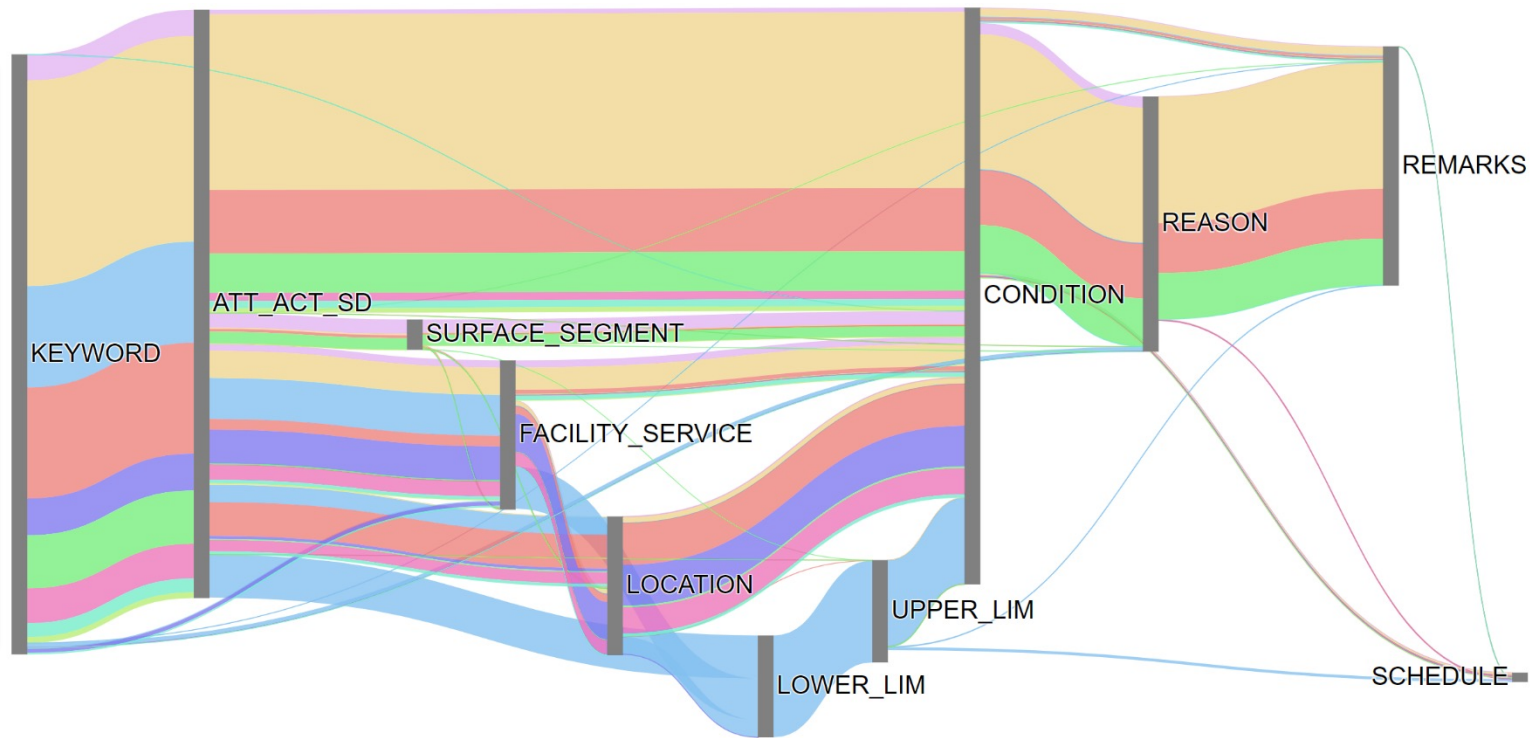 KEYWORD
ATT_ACT_SD
SURFACE_SEGMENT
FACILITY_SERVICE
LOCATION
LOWER_LIM
UPPER_LIM
CONDITION
REASON
REMARKS
SCHEDULE